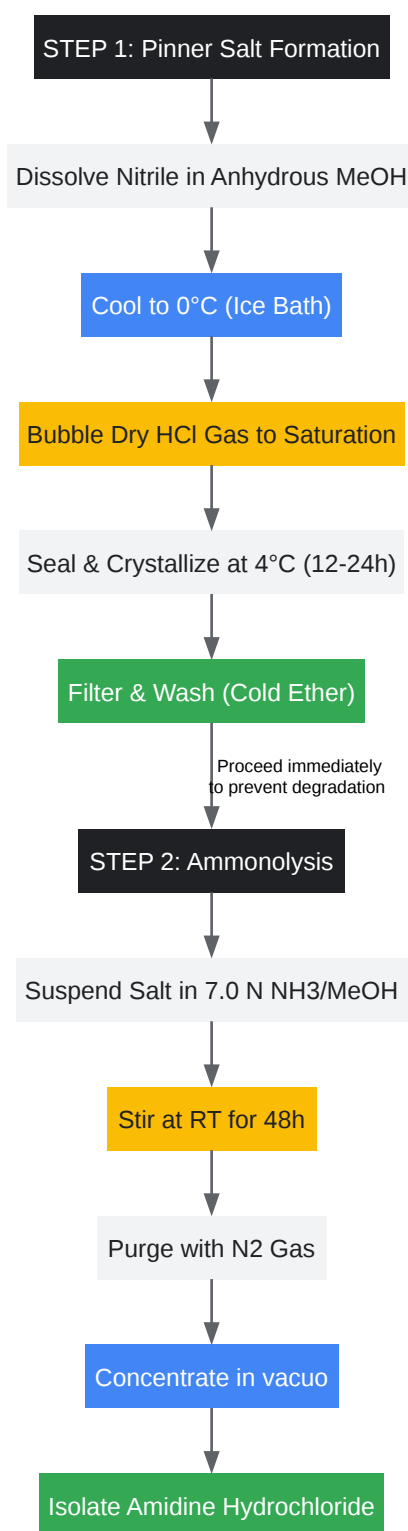 STEP 1: Pinner Salt Formation
Dissolve Nitrile in Anhydrous MeOH
Cool to 0°C (Ice Bath)
Bubble Dry HCl Gas to Saturation
Seal & Crystallize at 4°C (12-24h)
Filter & Wash (Cold Ether)
Proceed immediately
to prevent degradation
STEP 2: Ammonolysis
Suspend Salt in 7.0 N NH3/MeOH
Stir at RT for 48h
Purge with N2 Gas
Concentrate in vacuo
Isolate Amidine Hydrochloride